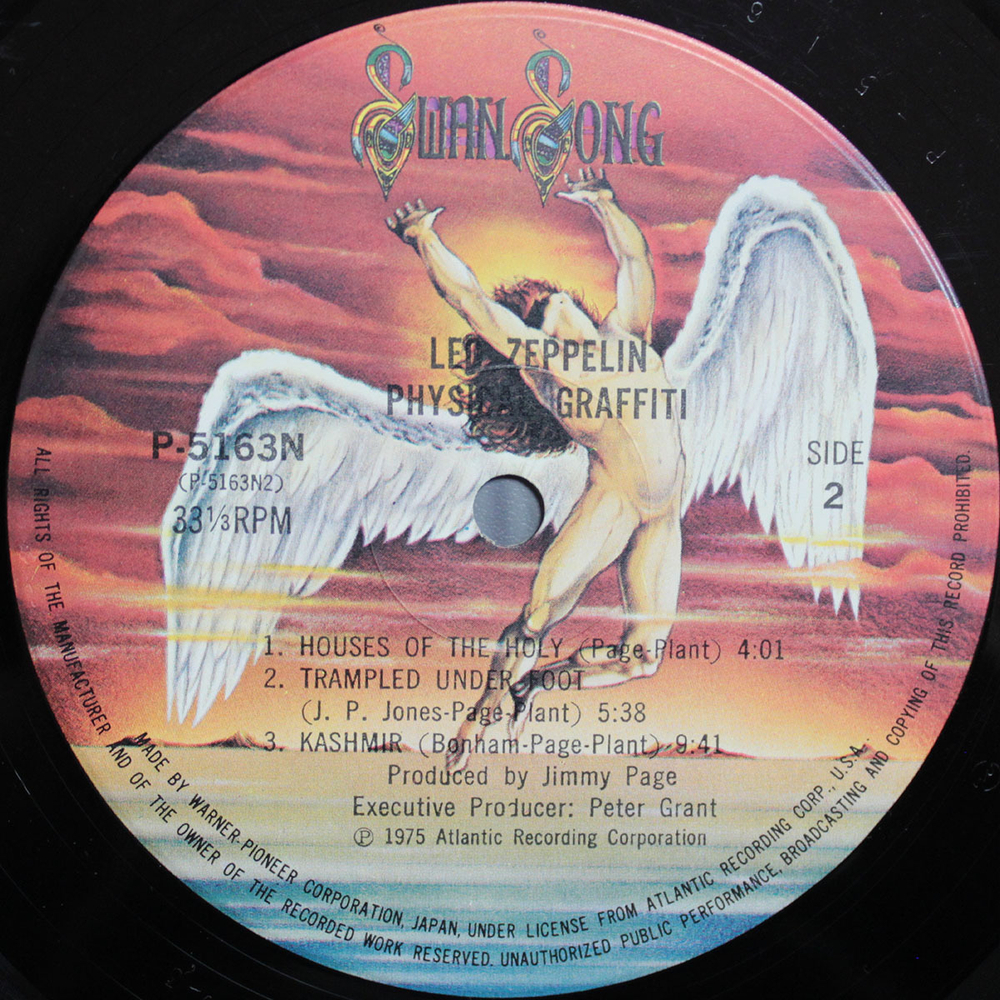 SWAN SONG
LED ZEPPELIN
PHYSICAL GRAFFITI
P-5163N
(P-5163N2)
33⅓ RPM
SIDE
2
1. HOUSES OF THE HOLY (Page-Plant) 4:01
2. TRAMPLED UNDER FOOT
(J. P. Jones-Page-Plant) 5:38
3. KASHMIR (Bonham-Page-Plant) 9:41
Produced by Jimmy Page
Executive Producer: Peter Grant
Ⓟ 1975 Atlantic Recording Corporation
MADE BY WARNER-PIONEER CORPORATION, JAPAN, UNDER LICENSE FROM ATLANTIC RECORDING CORP., U.S.A.
ALL RIGHTS OF THE MANUFACTURER AND OF THE OWNER OF THE RECORDED WORK RESERVED. UNAUTHORIZED PUBLIC PERFORMANCE, BROADCASTING AND COPYING OF THIS RECORD PROHIBITED.